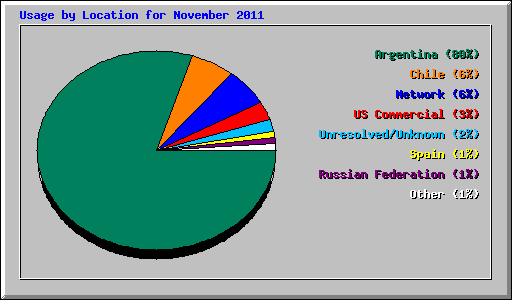 Usage by Location for November 2011
Argentina (80%)
Chile (6%)
Network (6%)
US Commercial (3%)
Unresolved/Unknown (2%)
Spain (1%)
Russian Federation (1%)
Other (1%)